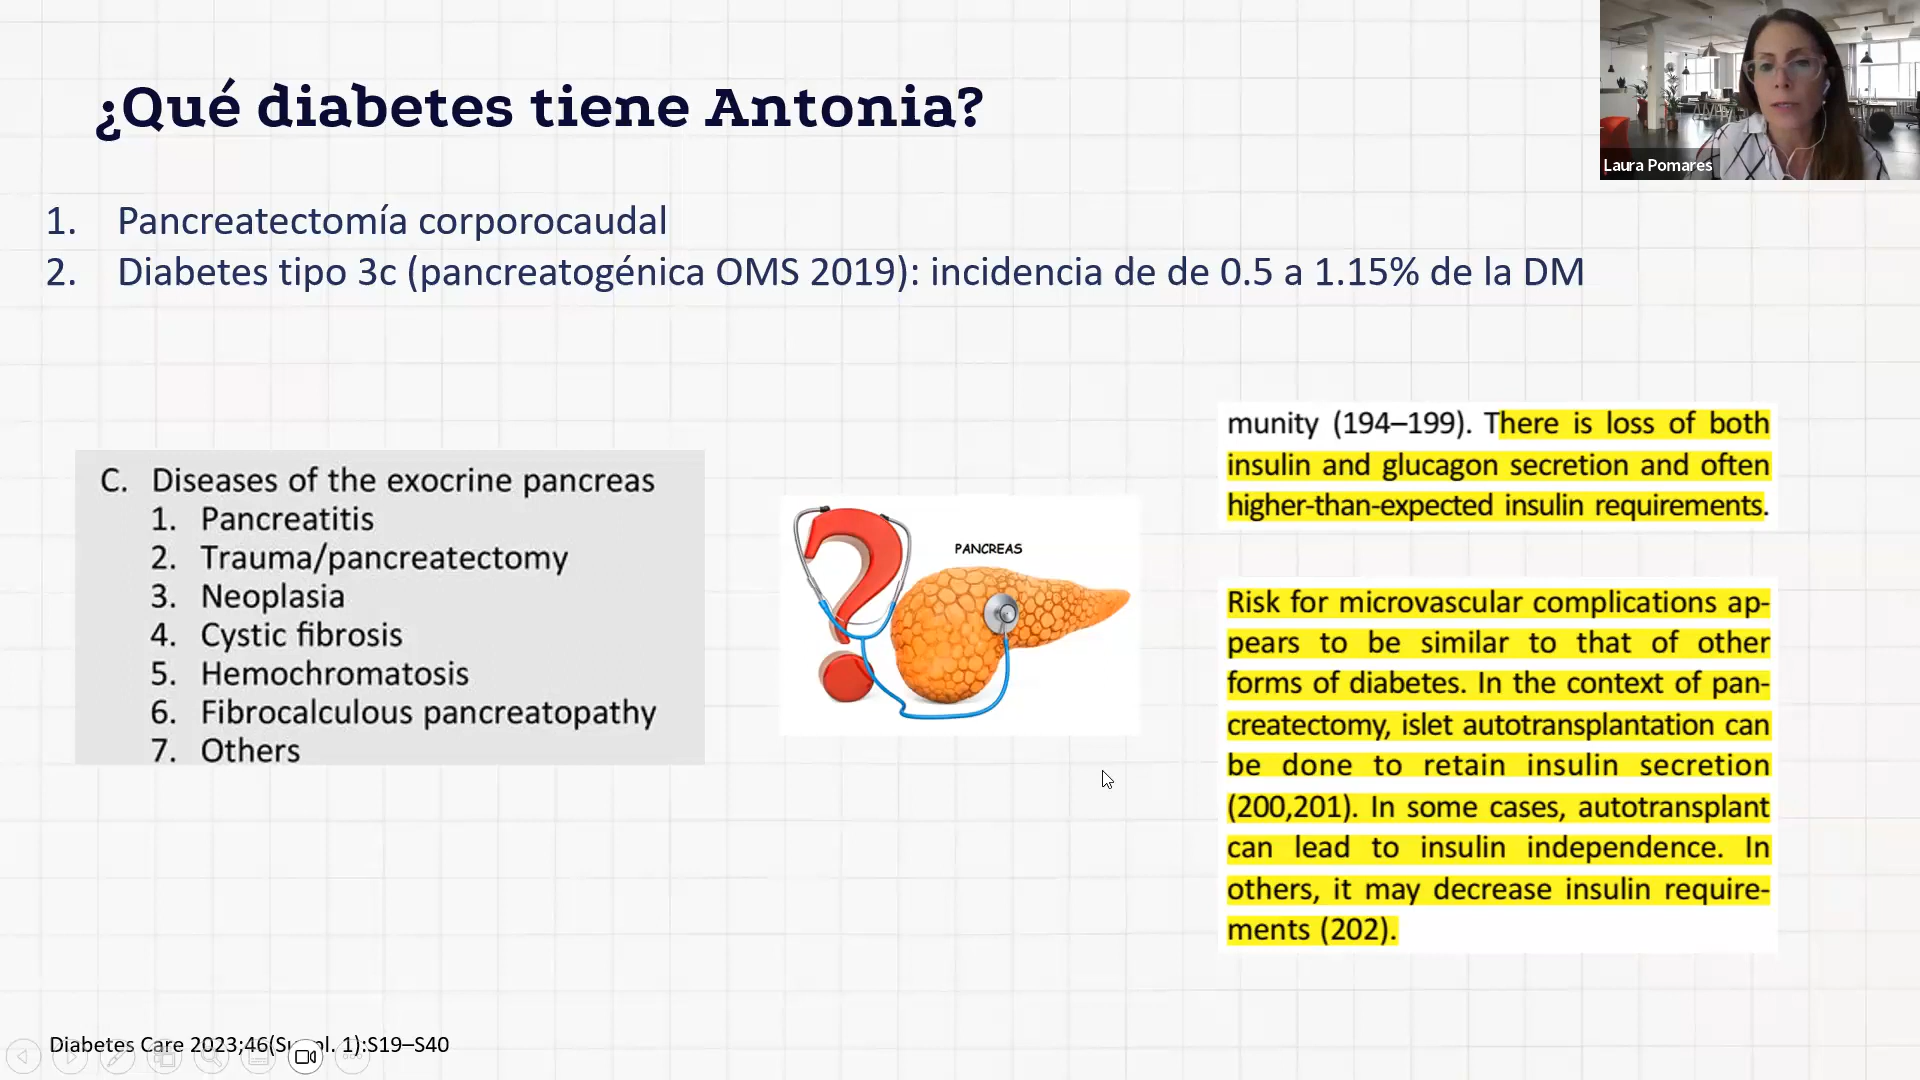 ¿Qué diabetes tiene Antonia?
Laura Pomares
1. Pancreatectomía corporocaudal
2. Diabetes tipo 3c (pancreatogénica OMS 2019): incidencia de de 0.5 a 1.15% de la DM
C. Diseases of the exocrine pancreas
1. Pancreatitis
2. Trauma/pancreatectomy
3. Neoplasia
4. Cystic fibrosis
5. Hemochromatosis
6. Fibrocalculous pancreatopathy
7. Others
PANCREAS
munity (194–199). There is loss of both
insulin and glucagon secretion and often
higher-than-expected insulin requirements.
Risk for microvascular complications ap-
pears to be similar to that of other
forms of diabetes. In the context of pan-
createctomy, islet autotransplantation can
be done to retain insulin secretion
(200,201). In some cases, autotransplant
can lead to insulin independence. In
others, it may decrease insulin require-
ments (202).
Diabetes Care 2023;46(Suppl. 1):S19–S40